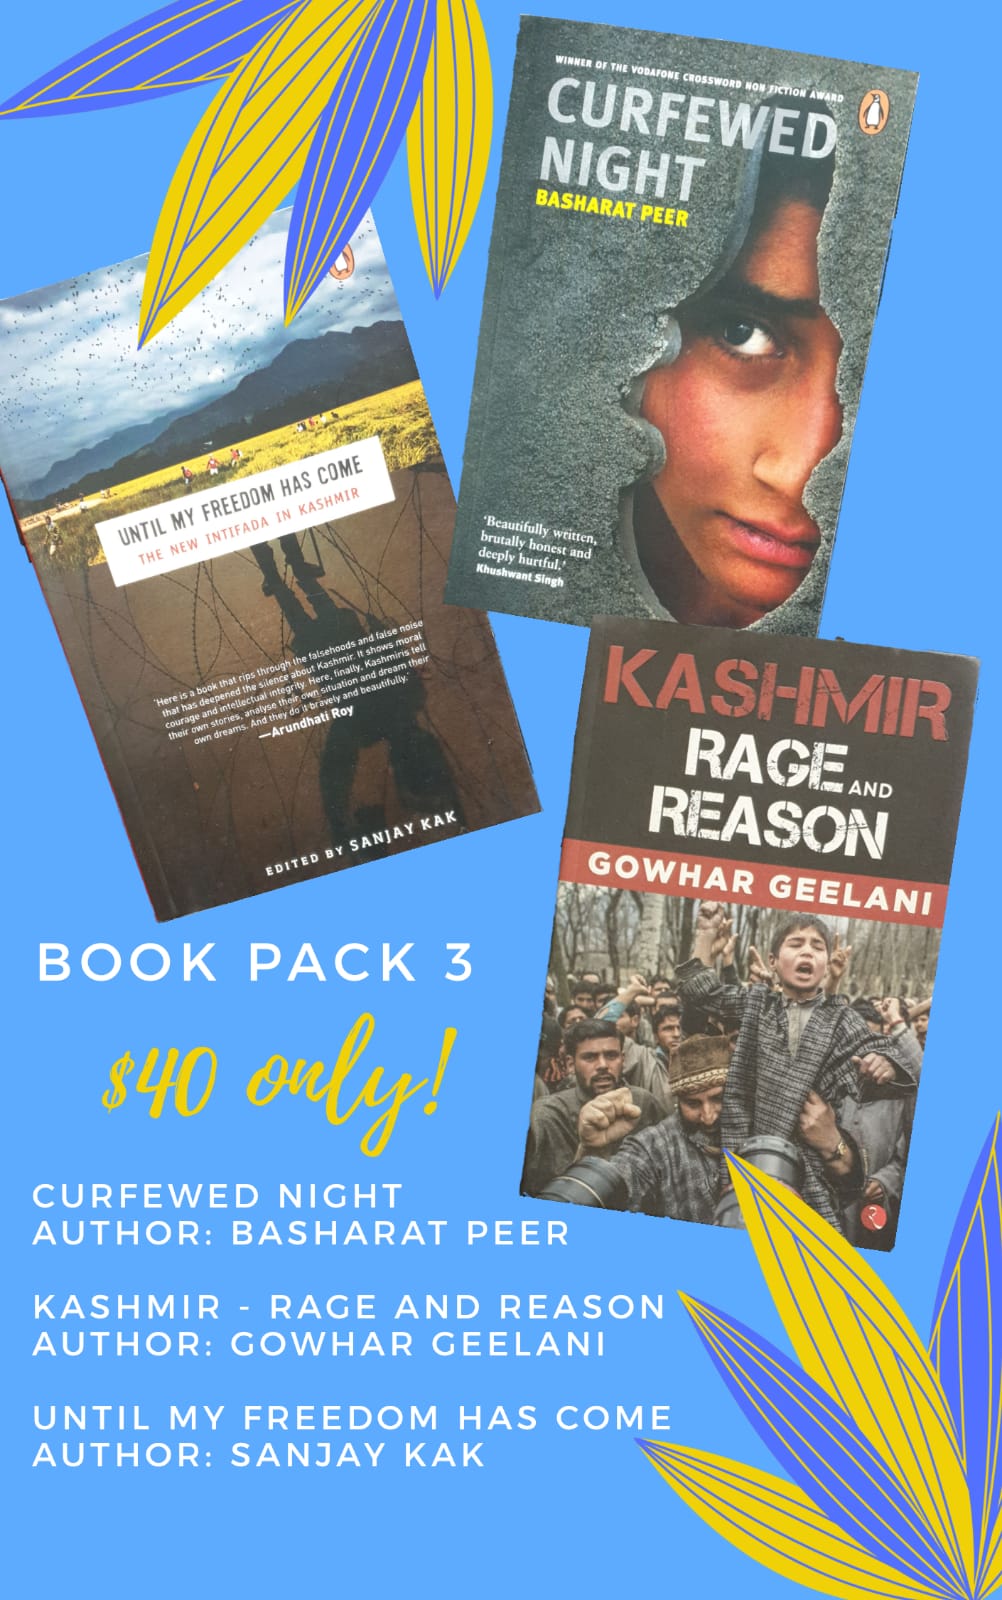 WINNER OF THE VODAFONE CROSSWORD NON FICTION AWARD
CURFEWED
NIGHT
BASHARAT PEER
'Beautifully written,
brutally honest and
deeply hurtful.'
Khushwant Singh
UNTIL MY FREEDOM HAS COME
THE NEW INTIFADA IN KASHMIR
'Here is a book that rips through the falsehoods and false noise
that has deepened the silence about Kashmir. It shows moral
courage and intellectual integrity. Here, finally, Kashmiris tell
their own stories, analyse their own situation and dream their
own dreams. And they do it bravely and beautifully.'
—Arundhati Roy
EDITED BY SANJAY KAK
KASHMIR
RAGE AND
REASON
GOWHAR GEELANI
BOOK PACK 3
$40 only!
CURFEWED NIGHT
AUTHOR: BASHARAT PEER
KASHMIR - RAGE AND REASON
AUTHOR: GOWHAR GEELANI
UNTIL MY FREEDOM HAS COME
AUTHOR: SANJAY KAK